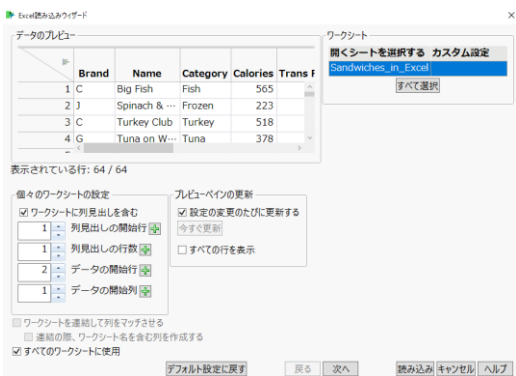 Excel読み込みウィザード
データのプレビュー
Brand Name Category Calories Trans F
1 C Big Fish Fish 565
2 J Spinach & ··· Frozen 223
3 C Turkey Club Turkey 518
4 G Tuna on W··· Tuna 378
表示されている行: 64 / 64
ワークシート
開くシートを選択する カスタム設定
Sandwiches_in_Excel
すべて選択
個々のワークシートの設定
ワークシートに列見出しを含む
1 列見出しの開始行
1 列見出しの行数
2 データの開始行
1 データの開始列
プレビューペインの更新
設定の変更のたびに更新する
今すぐ更新
すべての行を表示
ワークシートを連結して列をマッチさせる
連結の際、ワークシート名を含む列を作成する
すべてのワークシートに使用
デフォルト設定に戻す 戻る 次へ 読み込み キャンセル ヘルプ